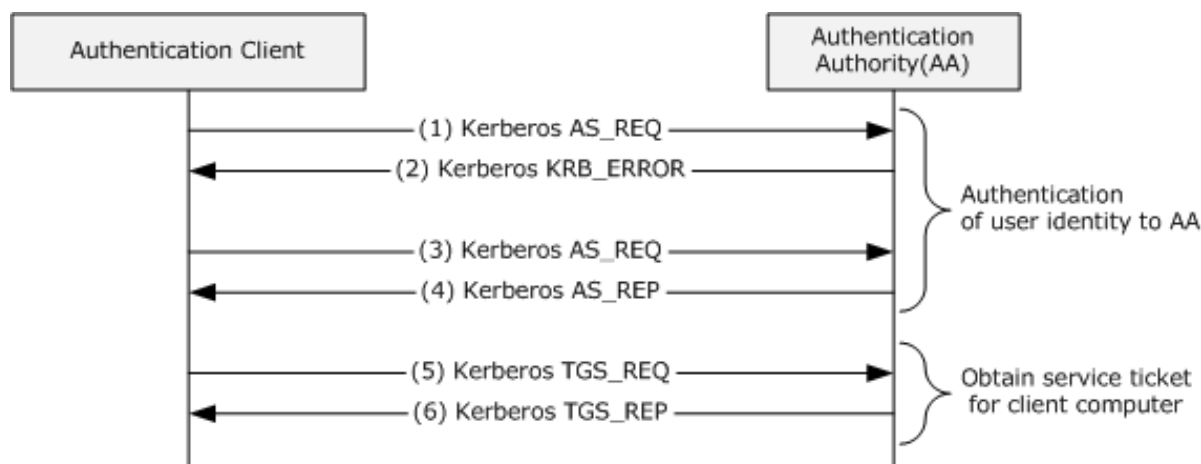 Authentication Client
Authentication
Authority(AA)
(1) Kerberos AS_REQ
(2) Kerberos KRB_ERROR
Authentication
of user identity to AA
(3) Kerberos AS_REQ
(4) Kerberos AS_REP
(5) Kerberos TGS_REQ
(6) Kerberos TGS_REP
Obtain service ticket
for client computer